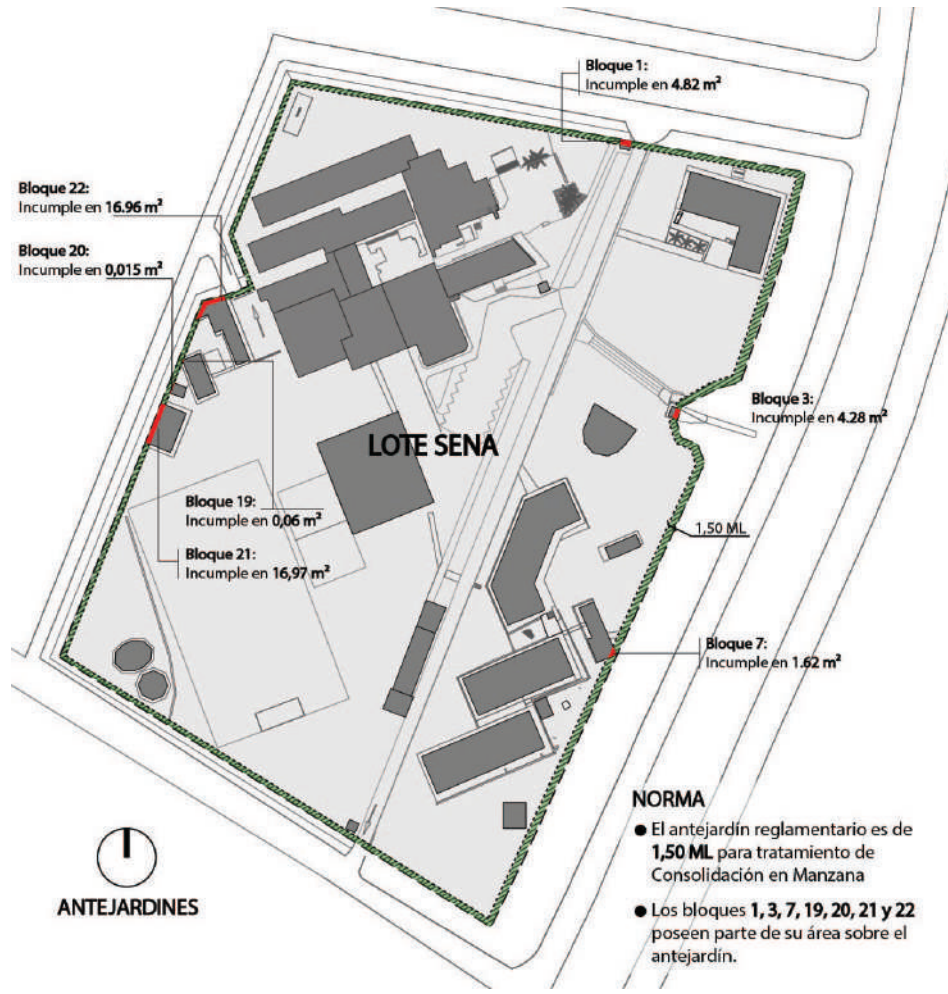 Bloque 1:
Incumple en 4.82 m²
Bloque 22:
Incumple en 16.96 m²
Bloque 20:
Incumple en 0,015 m²
Bloque 3:
Incumple en 4.28 m²
LOTE SENA
Bloque 19:
Incumple en 0,06 m²
1,50 ML
Bloque 21:
Incumple en 16,97 m²
Bloque 7:
Incumple en 1.62 m²
NORMA
● El antejardín reglamentario es de
1,50 ML para tratamiento de
Consolidación en Manzana
● Los bloques 1, 3, 7, 19, 20, 21 y 22
poseen parte de su área sobre el
antejardín.
ANTEJARDINES